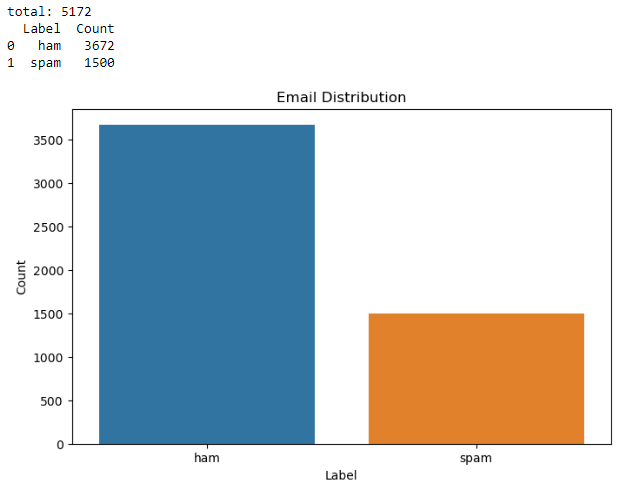 total: 5172
Label Count
0 ham 3672
1 spam 1500
Email Distribution
3500
3000
2500
2000
1500
1000
500
0
Count
ham spam
Label